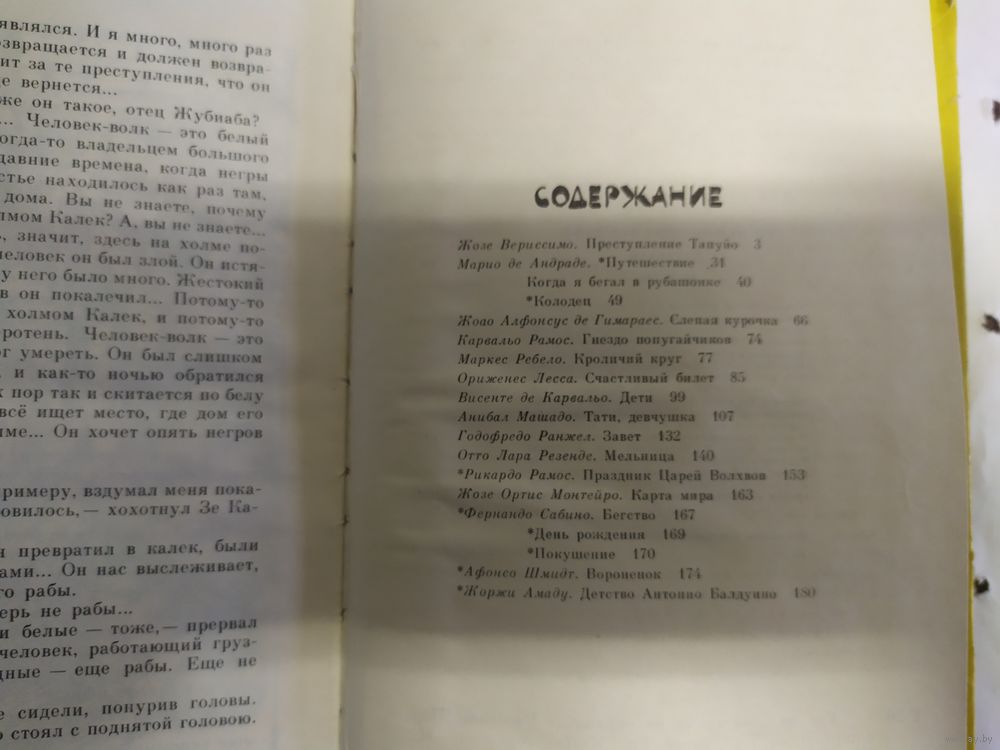 являлся. И я много, много раз
озвращается и должен возвра-
ит за те преступления, что он
е вернется...
же он такое, отец Жубиаба?
... Человек-волк — это белый
огда-то владельцем большого
давние времена, когда негры
стье находилось как раз там,
дома. Вы не знаете, почему
лмом Калек? А, вы не знаете...
, значит, здесь на холме по-
человек он был злой. Он истя-
у него было много. Жестокий
в он покалечил... Потому-то
холмом Калек, и потому-то
ротень. Человек-волк — это
ог умереть. Он был слишком
, и как-то ночью обратился
х пор так и скитается по белу
всё ищет место, где дом его
ме... Он хочет опять негров
римеру, вздумал меня пока-
овилось,— хохотнул Зе Ка-
н превратил в калек, были
ами... Он нас выслеживает,
го рабы.
ерь не рабы...
и белые — тоже,— прервал
человек, работающий груз-
дные — еще рабы. Еще не
е сидели, понурив головы.
о стоял с поднятой головою.
СОДЕРЖАНИЕ
Жозе Вериссимо. Преступление Тапуйо 3
Марио де Андраде. *Путешествие 31
Когда я бегал в рубашонке 40
*Колодец 49
Жоао Алфонсус де Гимараес. Слепая курочка 66
Карвальо Рамос. Гнездо попугайчиков 74
Маркес Ребело. Кроличий круг 77
Ориженес Лесса. Счастливый билет 85
Висенте де Карвальо. Дети 99
Анибал Машадо. Тати, девчушка 107
Годофредо Ранжел. Завет 132
Отто Лара Резенде. Мельница 140
*Рикардо Рамос. Праздник Царей Волхвов 153
Жозе Ортис Монтейро. Карта мира 163
*Фернандо Сабино. Бегство 167
*День рождения 169
*Покушение 170
*Афонсо Шмидт. Вороненок 174
*Жоржи Амаду. Детство Антонио Балдуино 180